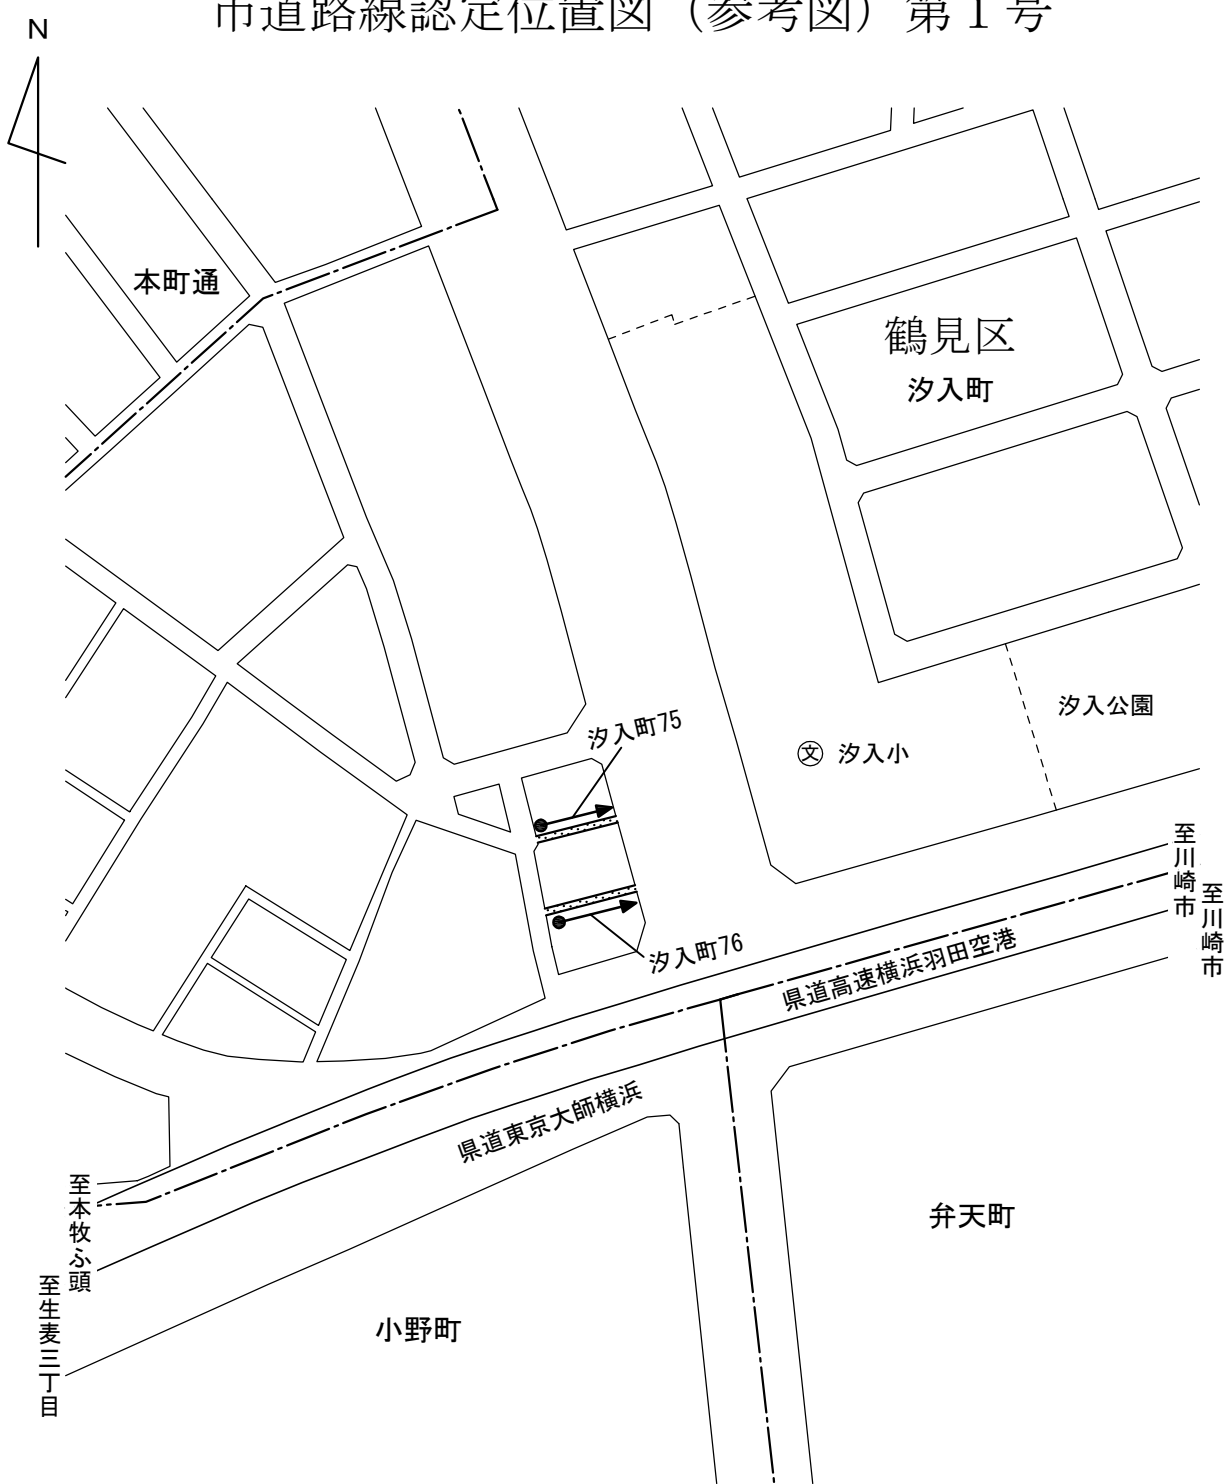 市道路線認定位置図（参考図）第１号
N
本町通
鶴見区
汐入町
汐入公園
汐入町75
文 汐入小
至川崎市
至川崎市
汐入町76
県道高速横浜羽田空港
県道東京大師横浜
至本牧ふ頭
弁天町
至生麦三丁目
小野町